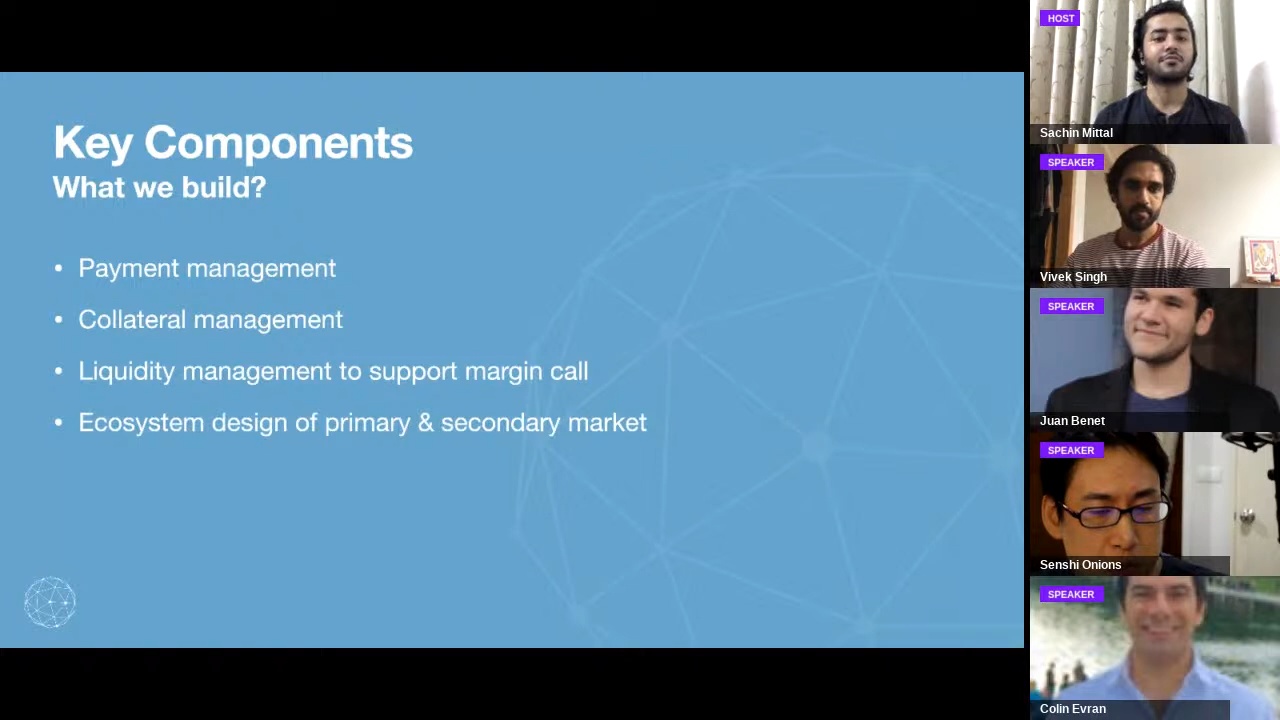 Key Components
What we build?
• Payment management
• Collateral management
• Liquidity management to support margin call
• Ecosystem design of primary & secondary market
HOST
Sachin Mittal
SPEAKER
Vivek Singh
SPEAKER
Juan Benet
SPEAKER
Senshi Onions
SPEAKER
Colin Evran